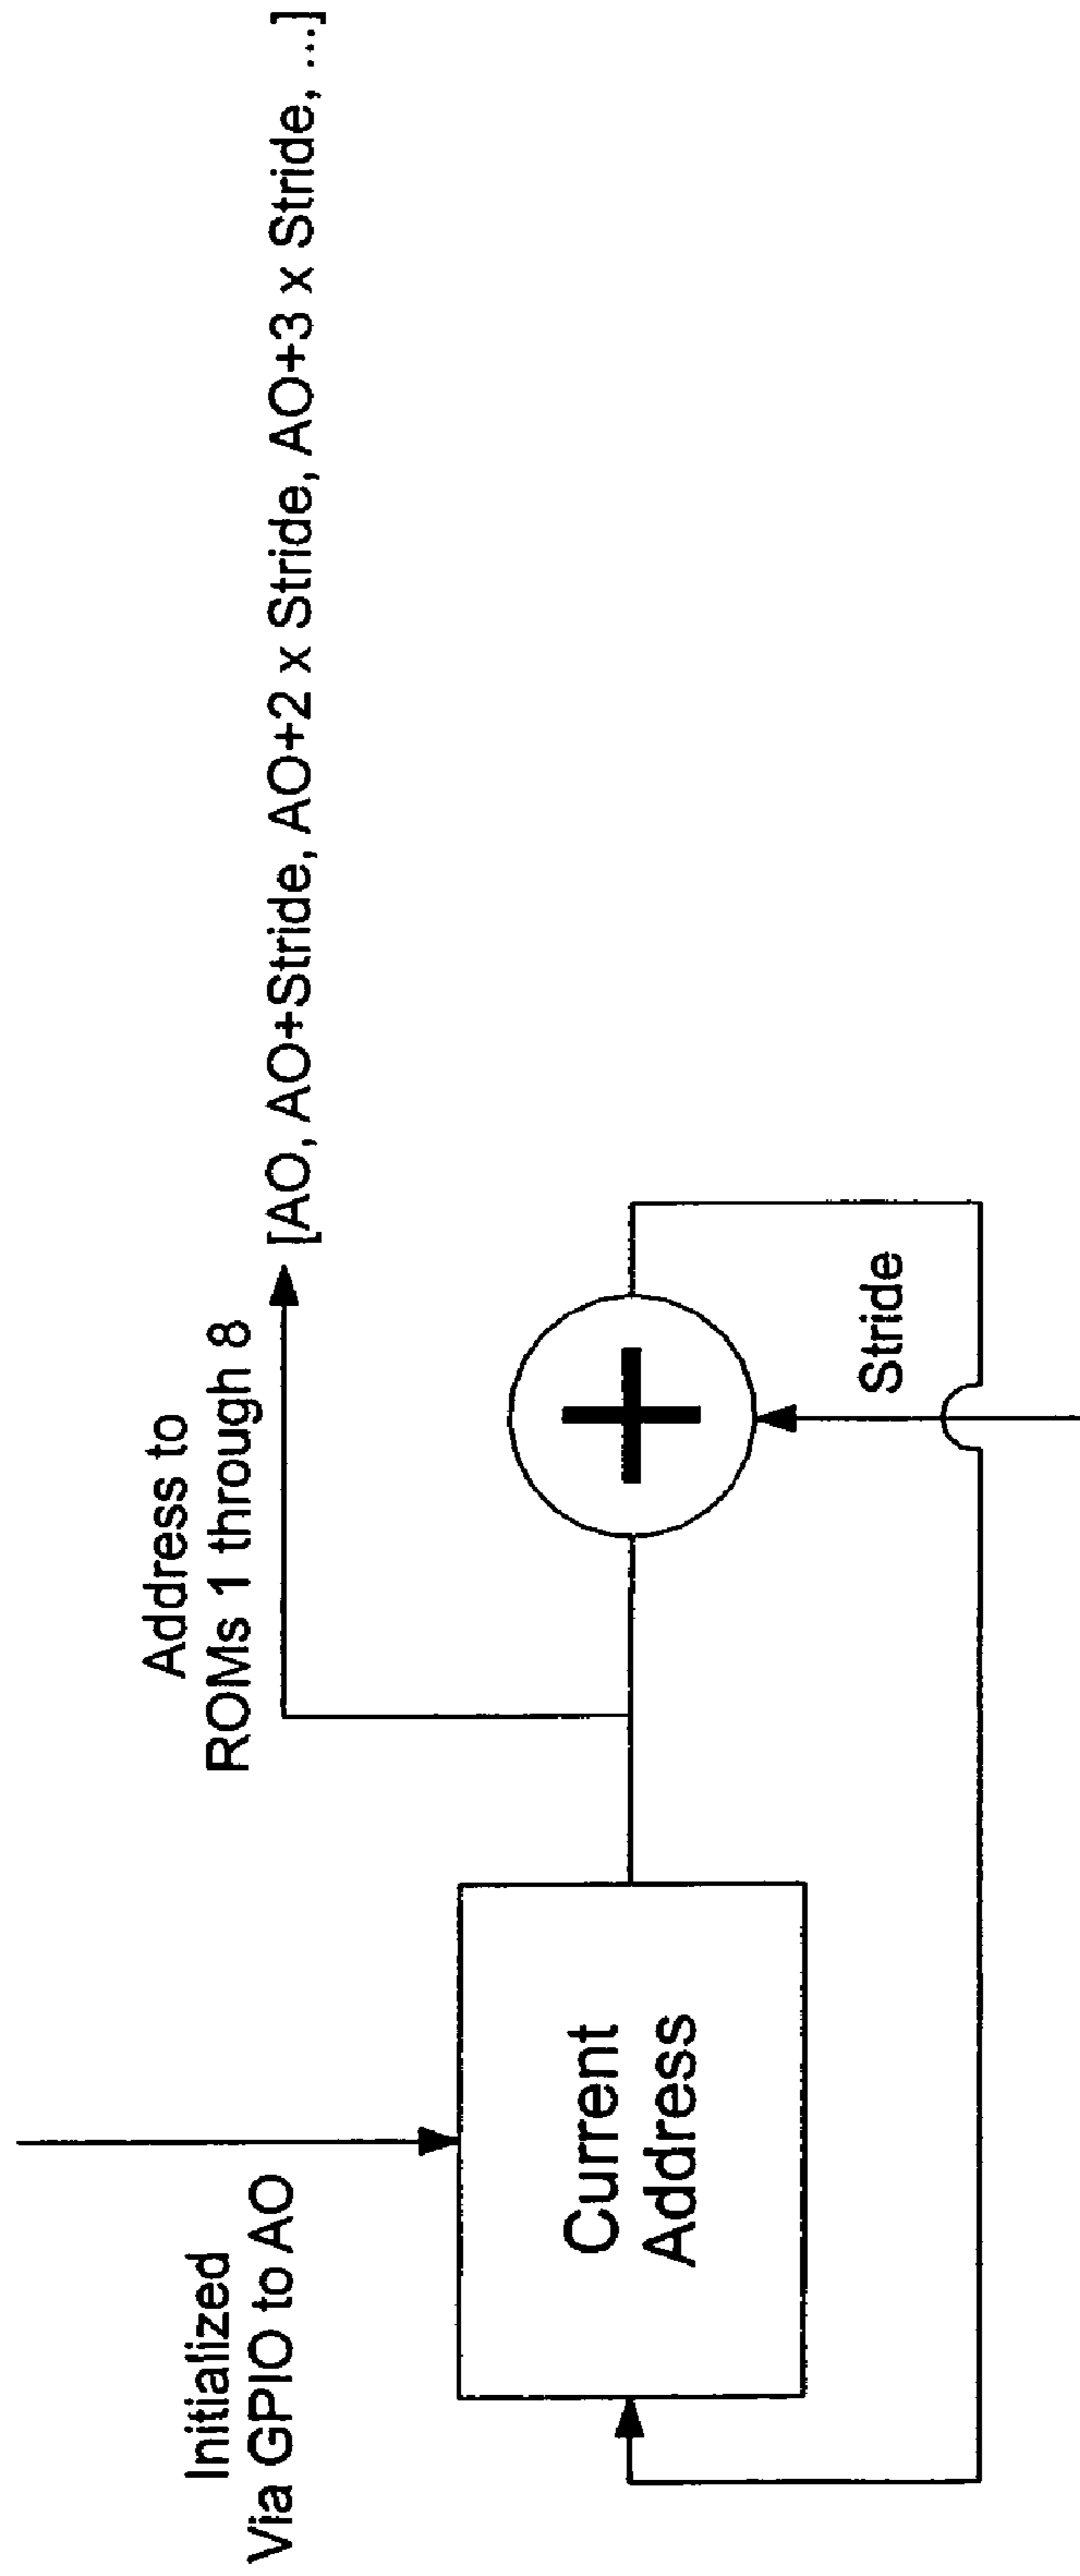 Initialized
Via GPIO to AO
Address to
ROMs 1 through 8
[AO, AO+Stride, AO+2 x Stride, AO+3 x Stride, ...]
Current
Address
+
Stride